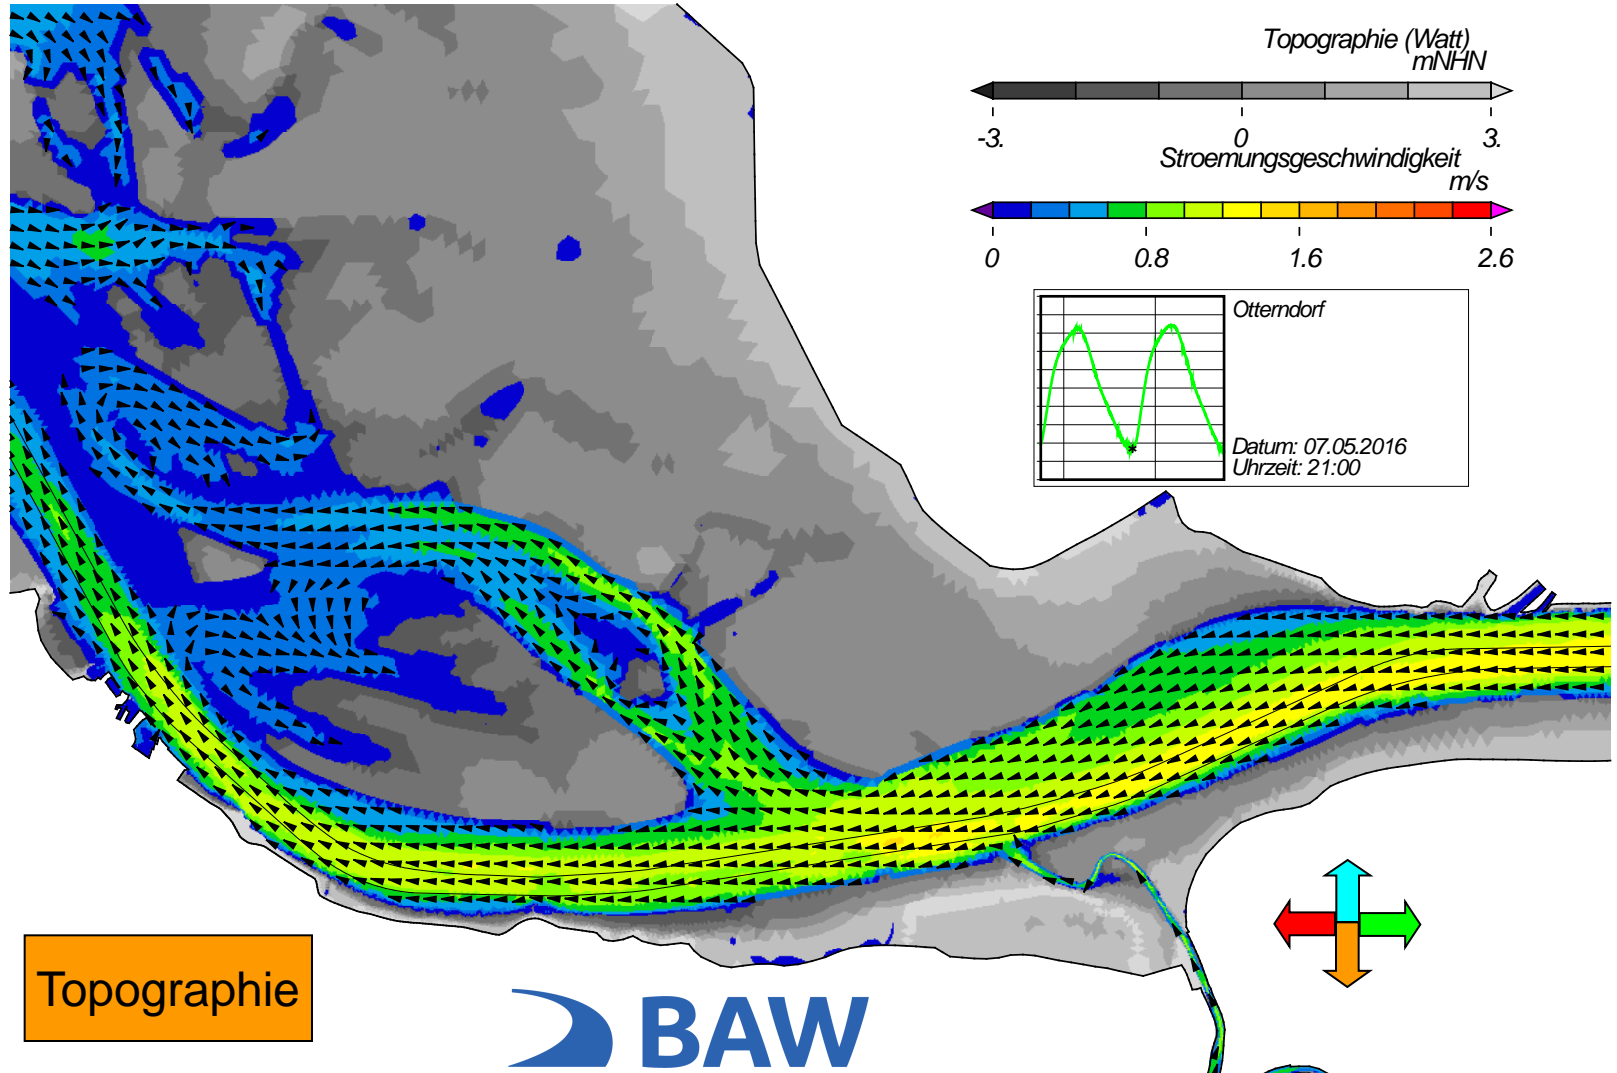 Topographie (Watt)
mNHN
-3. 0 3.
Stroemungsgeschwindigkeit
m/s
0 0.8 1.6 2.6
Otterndorf
Datum: 07.05.2016
Uhrzeit: 21:00
Topographie
BAW